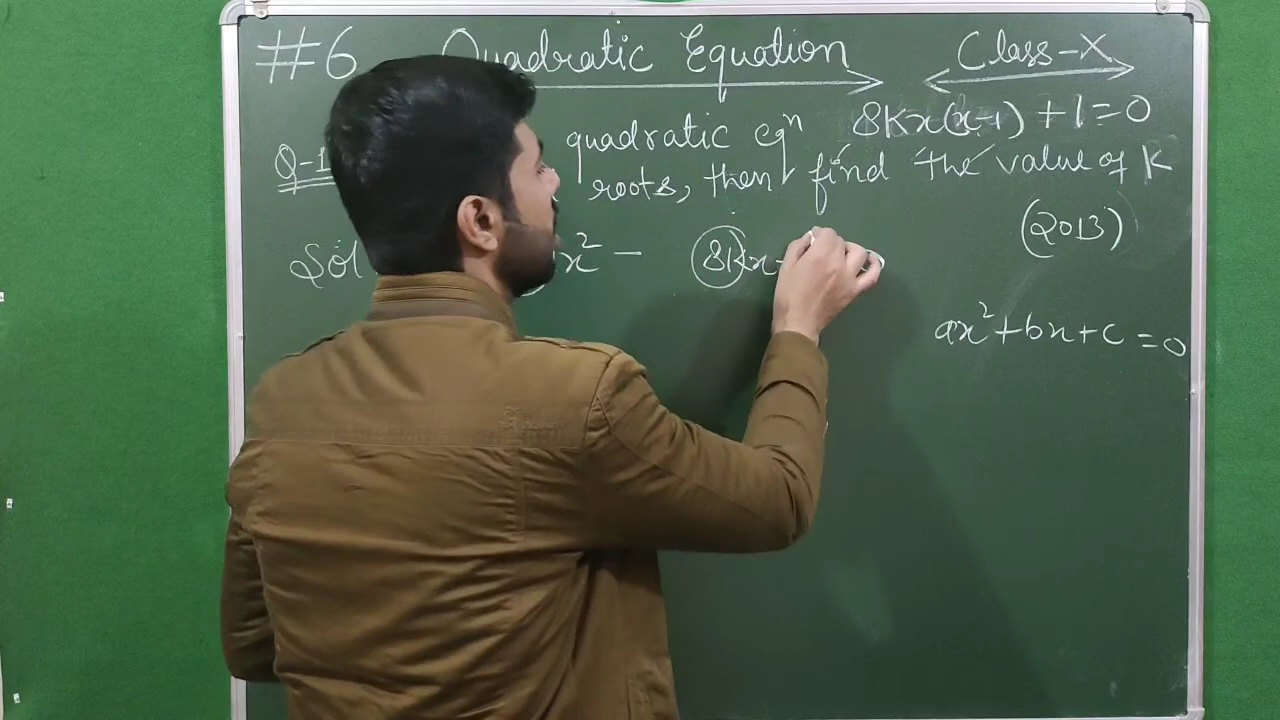 #6 Quadratic Equation Class-X
Q-1 quadratic eqn 8Kx(x-1) + 1 = 0
roots, then find the value of K
(2013)
Sol x² - 8Kx
ax² + bx + c = 0